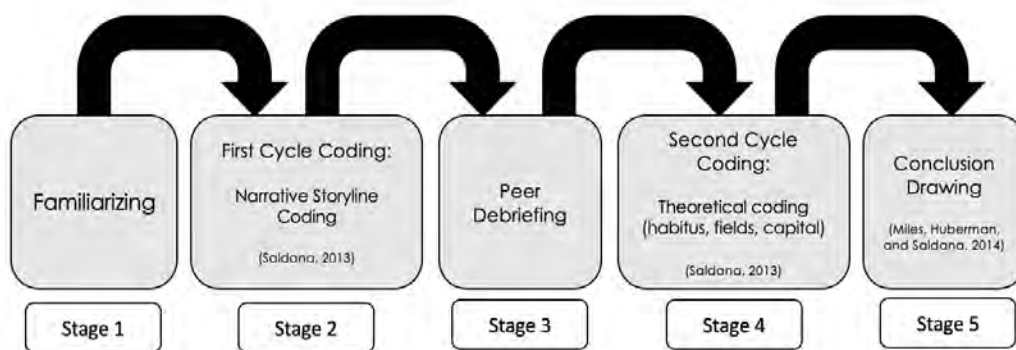 Familiarizing
First Cycle Coding:
Narrative Storyline
Coding
(Saldana, 2013)
Peer
Debriefing
Second Cycle
Coding:
Theoretical coding
(habitus, fields, capital)
(Saldana, 2013)
Conclusion
Drawing
(Miles, Huberman,
and Saldana, 2014)
Stage 1
Stage 2
Stage 3
Stage 4
Stage 5